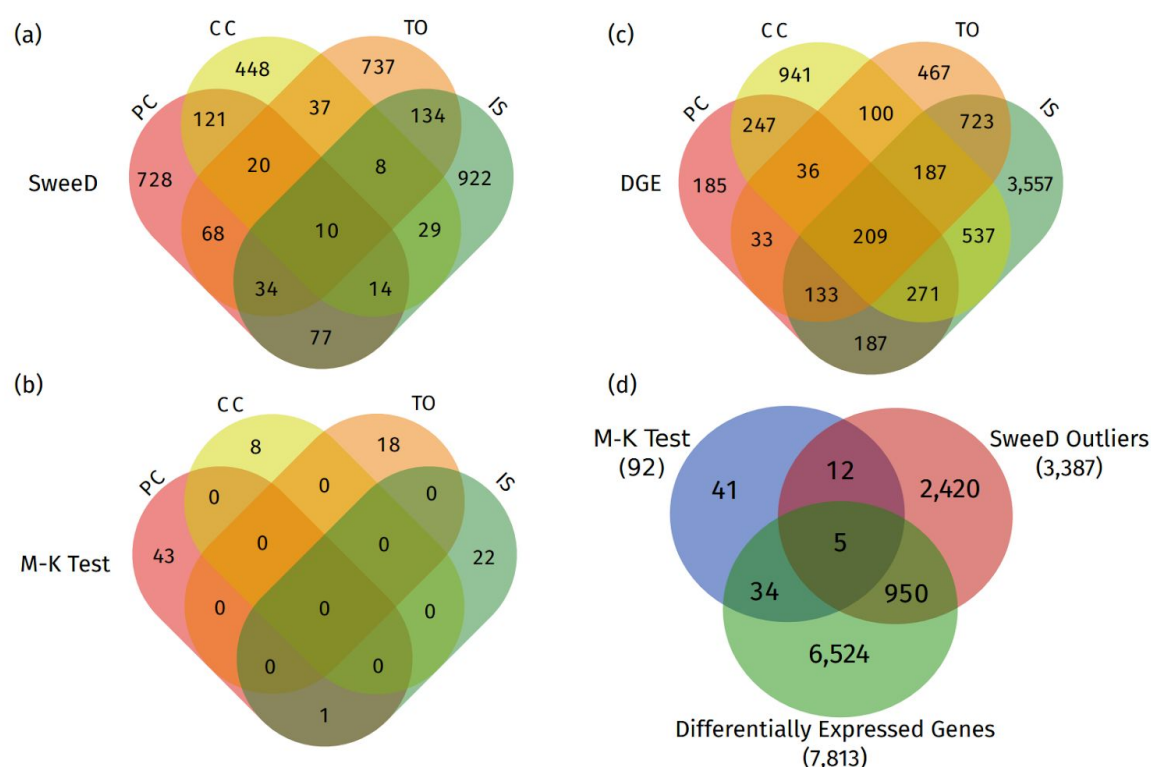 (a)
CC
TO
448
737
PC
37
IS
121
134
20
8
SweeD
728
922
10
68
29
34
14
77
(b)
CC
TO
8
18
PC
0
IS
0
0
0
0
M-K Test
43
22
0
0
0
0
0
1
(c)
CC
TO
941
467
PC
100
IS
247
723
36
187
DGE
185
3,557
209
33
537
133
271
187
(d)
M-K Test
(92)
SweeD Outliers
(3,387)
12
41
2,420
5
34
950
6,524
Differentially Expressed Genes
(7,813)